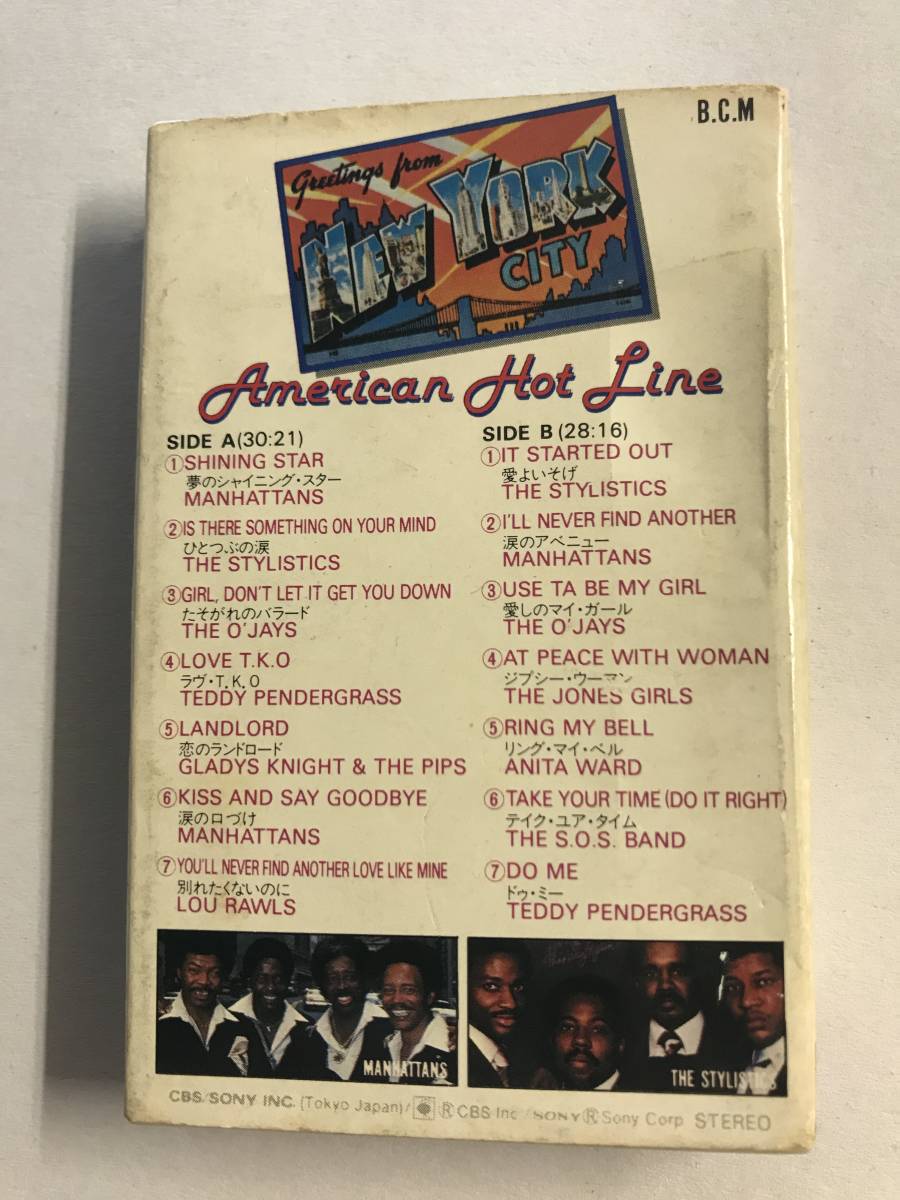 B.C.M
Greetings from
NEW YORK
CITY
American Hot Line
SIDE A (30:21)
①SHINING STAR
夢のシャイニング・スター
MANHATTANS
②IS THERE SOMETHING ON YOUR MIND
ひとつぶの涙
THE STYLISTICS
③GIRL, DON'T LET IT GET YOU DOWN
たそがれのバラード
THE O'JAYS
④LOVE T.K.O
ラヴ・T.K.O
TEDDY PENDERGRASS
⑤LANDLORD
恋のランドロード
GLADYS KNIGHT & THE PIPS
⑥KISS AND SAY GOODBYE
涙の口づけ
MANHATTANS
⑦YOU'LL NEVER FIND ANOTHER LOVE LIKE MINE
別れたくないのに
LOU RAWLS
SIDE B (28:16)
①IT STARTED OUT
愛よいそげ
THE STYLISTICS
②I'LL NEVER FIND ANOTHER
涙のアベニュー
MANHATTANS
③USE TA BE MY GIRL
愛しのマイ・ガール
THE O'JAYS
④AT PEACE WITH WOMAN
ジプシー・ウーマン
THE JONES GIRLS
⑤RING MY BELL
リング・マイ・ベル
ANITA WARD
⑥TAKE YOUR TIME (DO IT RIGHT)
テイク・ユア・タイム
THE S.O.S. BAND
⑦DO ME
ドゥ・ミー
TEDDY PENDERGRASS
MANHATTANS
THE STYLISTICS
CBS/SONY INC. (Tokyo Japan)/ ® CBS Inc./SONY ® Sony Corp STEREO